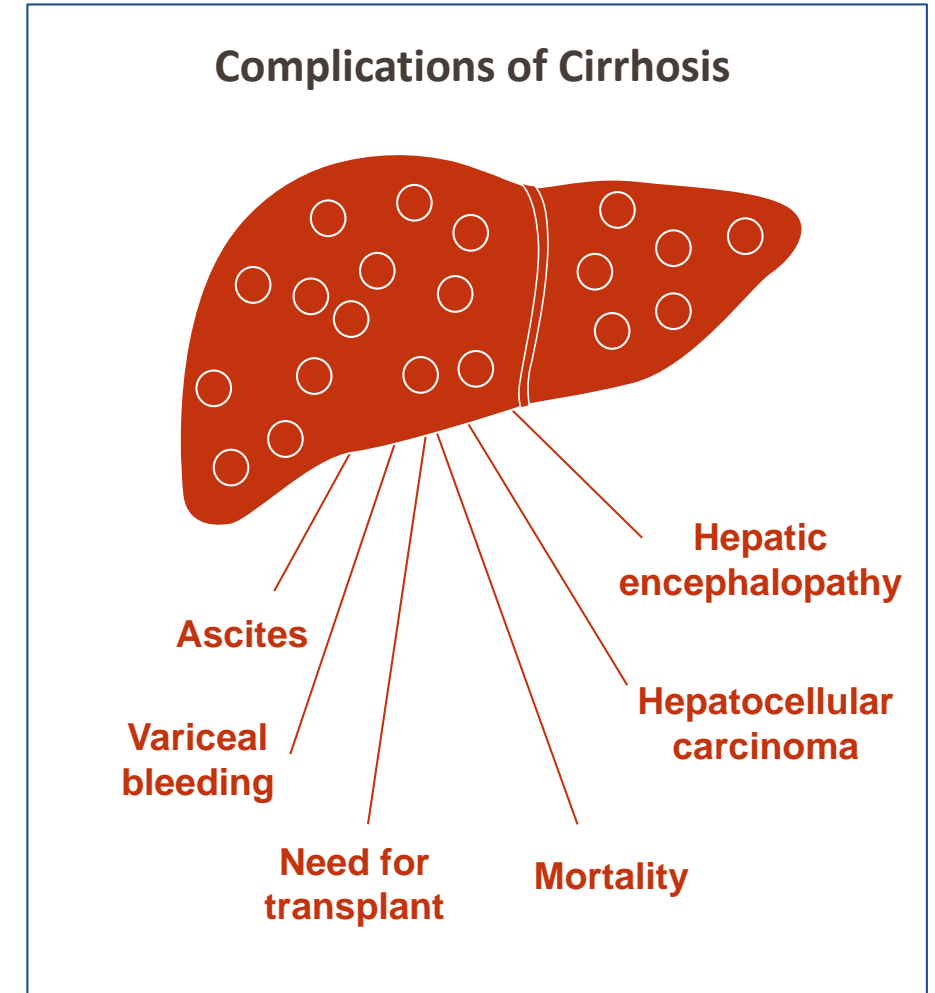 Complications of Cirrhosis
Hepatic
encephalopathy
Ascites
Hepatocellular
carcinoma
Variceal
bleeding
Need for
transplant
Mortality